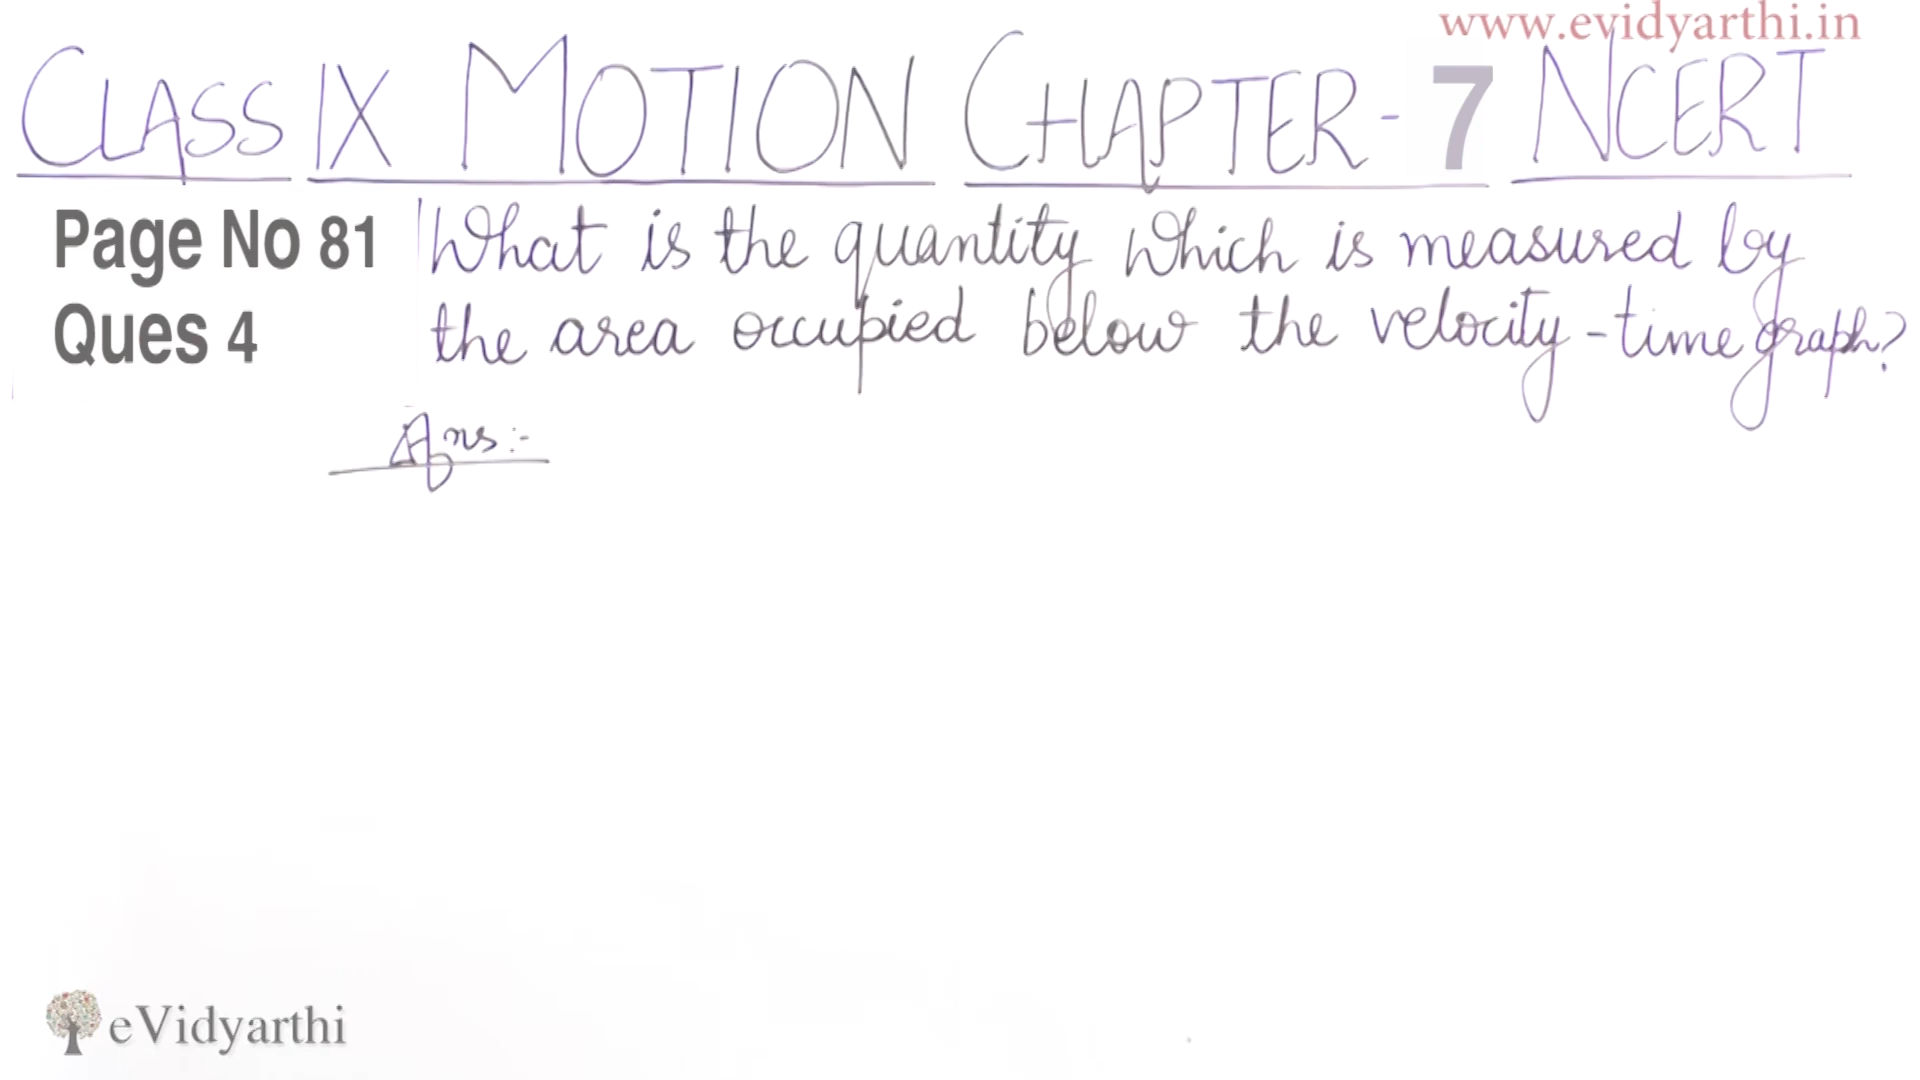 www.evidyarthi.in
CLASS IX MOTION CHAPTER-7 NCERT
Page No 81 What is the quantity which is measured by
Ques 4 the area occupied below the velocity-time graph?
Ans:-
eVidyarthi